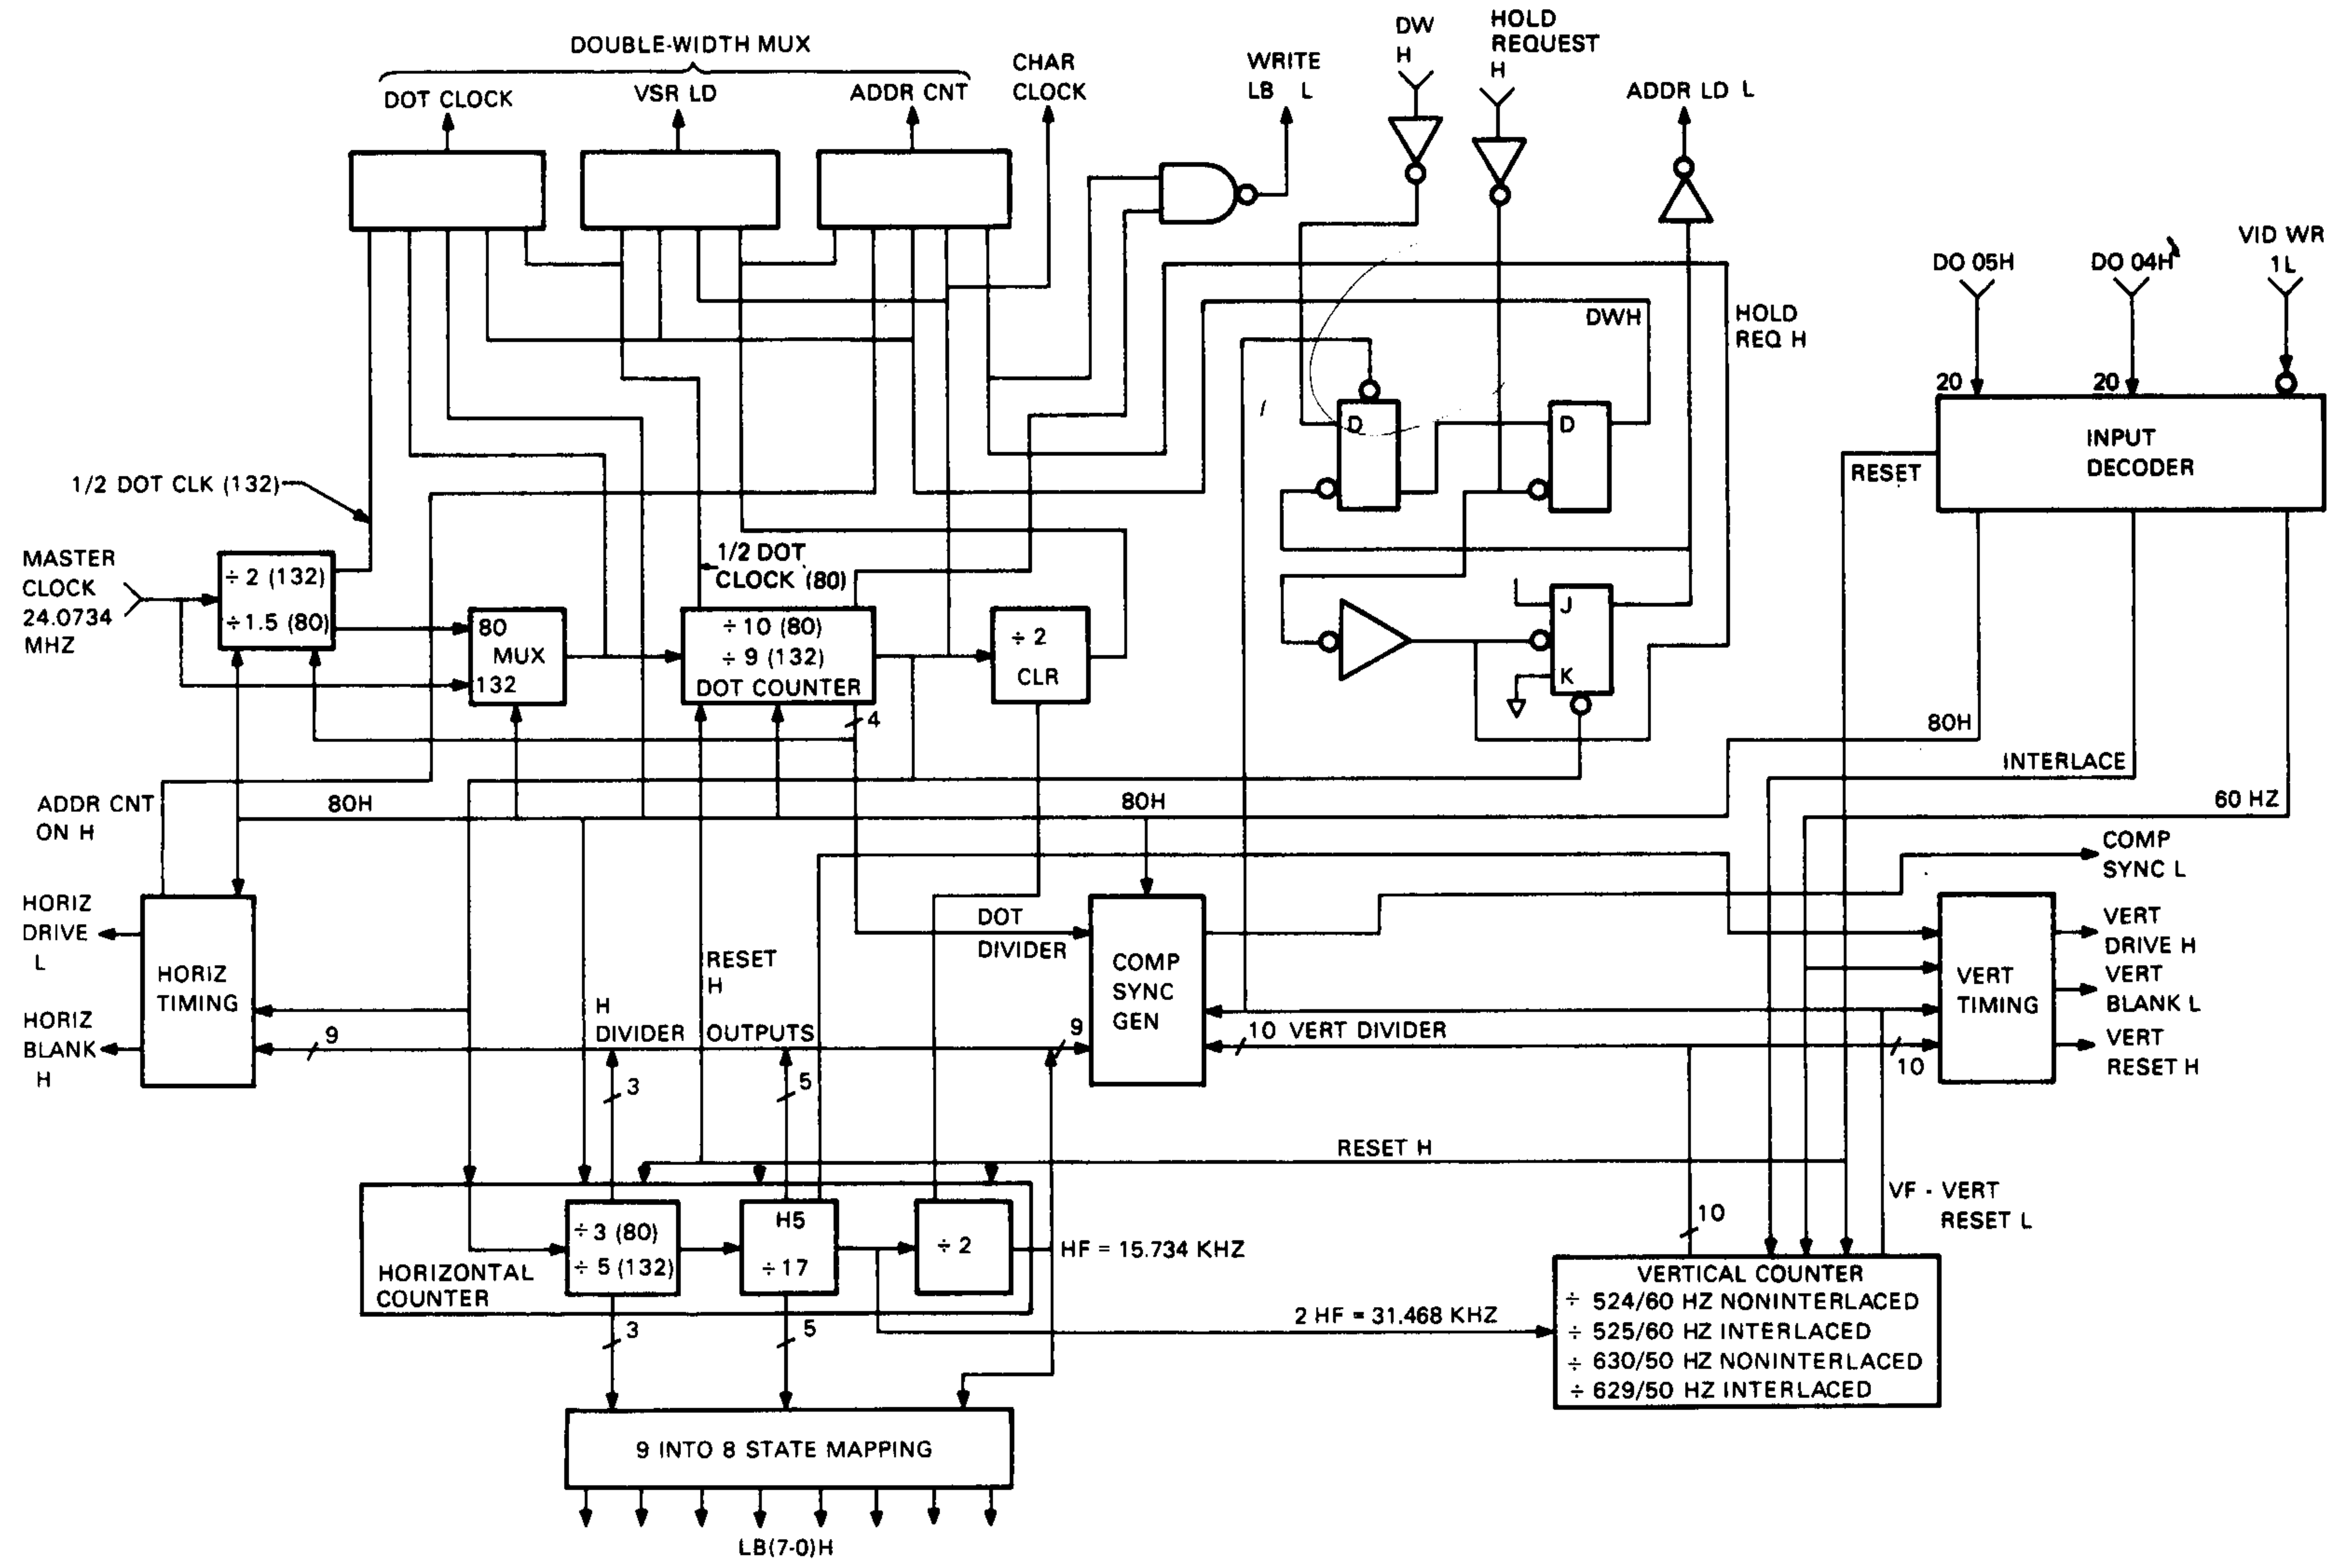 DOUBLE-WIDTH MUX
DOT CLOCK
VSR LD
ADDR CNT
CHAR
CLOCK
WRITE
LB L
DW
H
HOLD
REQUEST
H
ADDR LD L
DO 05H
DO 04H
VID WR
1L
20
20
INPUT
DECODER
RESET
DWH
HOLD
REQ H
D
D
1/2 DOT CLK (132)
MASTER
CLOCK
24.0734
MHZ
÷ 2 (132)
÷ 1.5 (80)
80
MUX
132
1/2 DOT
CLOCK (80)
÷ 10 (80)
÷ 9 (132)
DOT COUNTER
4
÷ 2
CLR
J
K
80H
INTERLACE
60 HZ
ADDR CNT
ON H
80H
80H
HORIZ
DRIVE
L
HORIZ
BLANK
H
HORIZ
TIMING
9
H
DIVIDER OUTPUTS
RESET
H
DOT
DIVIDER
9
COMP
SYNC
GEN
10 VERT DIVIDER
10
VERT
TIMING
COMP
SYNC L
VERT
DRIVE H
VERT
BLANK L
VERT
RESET H
3
5
RESET H
VF - VERT
RESET L
10
HORIZONTAL
COUNTER
÷ 3 (80)
÷ 5 (132)
H5
÷ 17
÷ 2
HF = 15.734 KHZ
2 HF = 31.468 KHZ
3
5
VERTICAL COUNTER
÷ 524/60 HZ NONINTERLACED
÷ 525/60 HZ INTERLACED
÷ 630/50 HZ NONINTERLACED
÷ 629/50 HZ INTERLACED
9 INTO 8 STATE MAPPING
LB(7-0)H